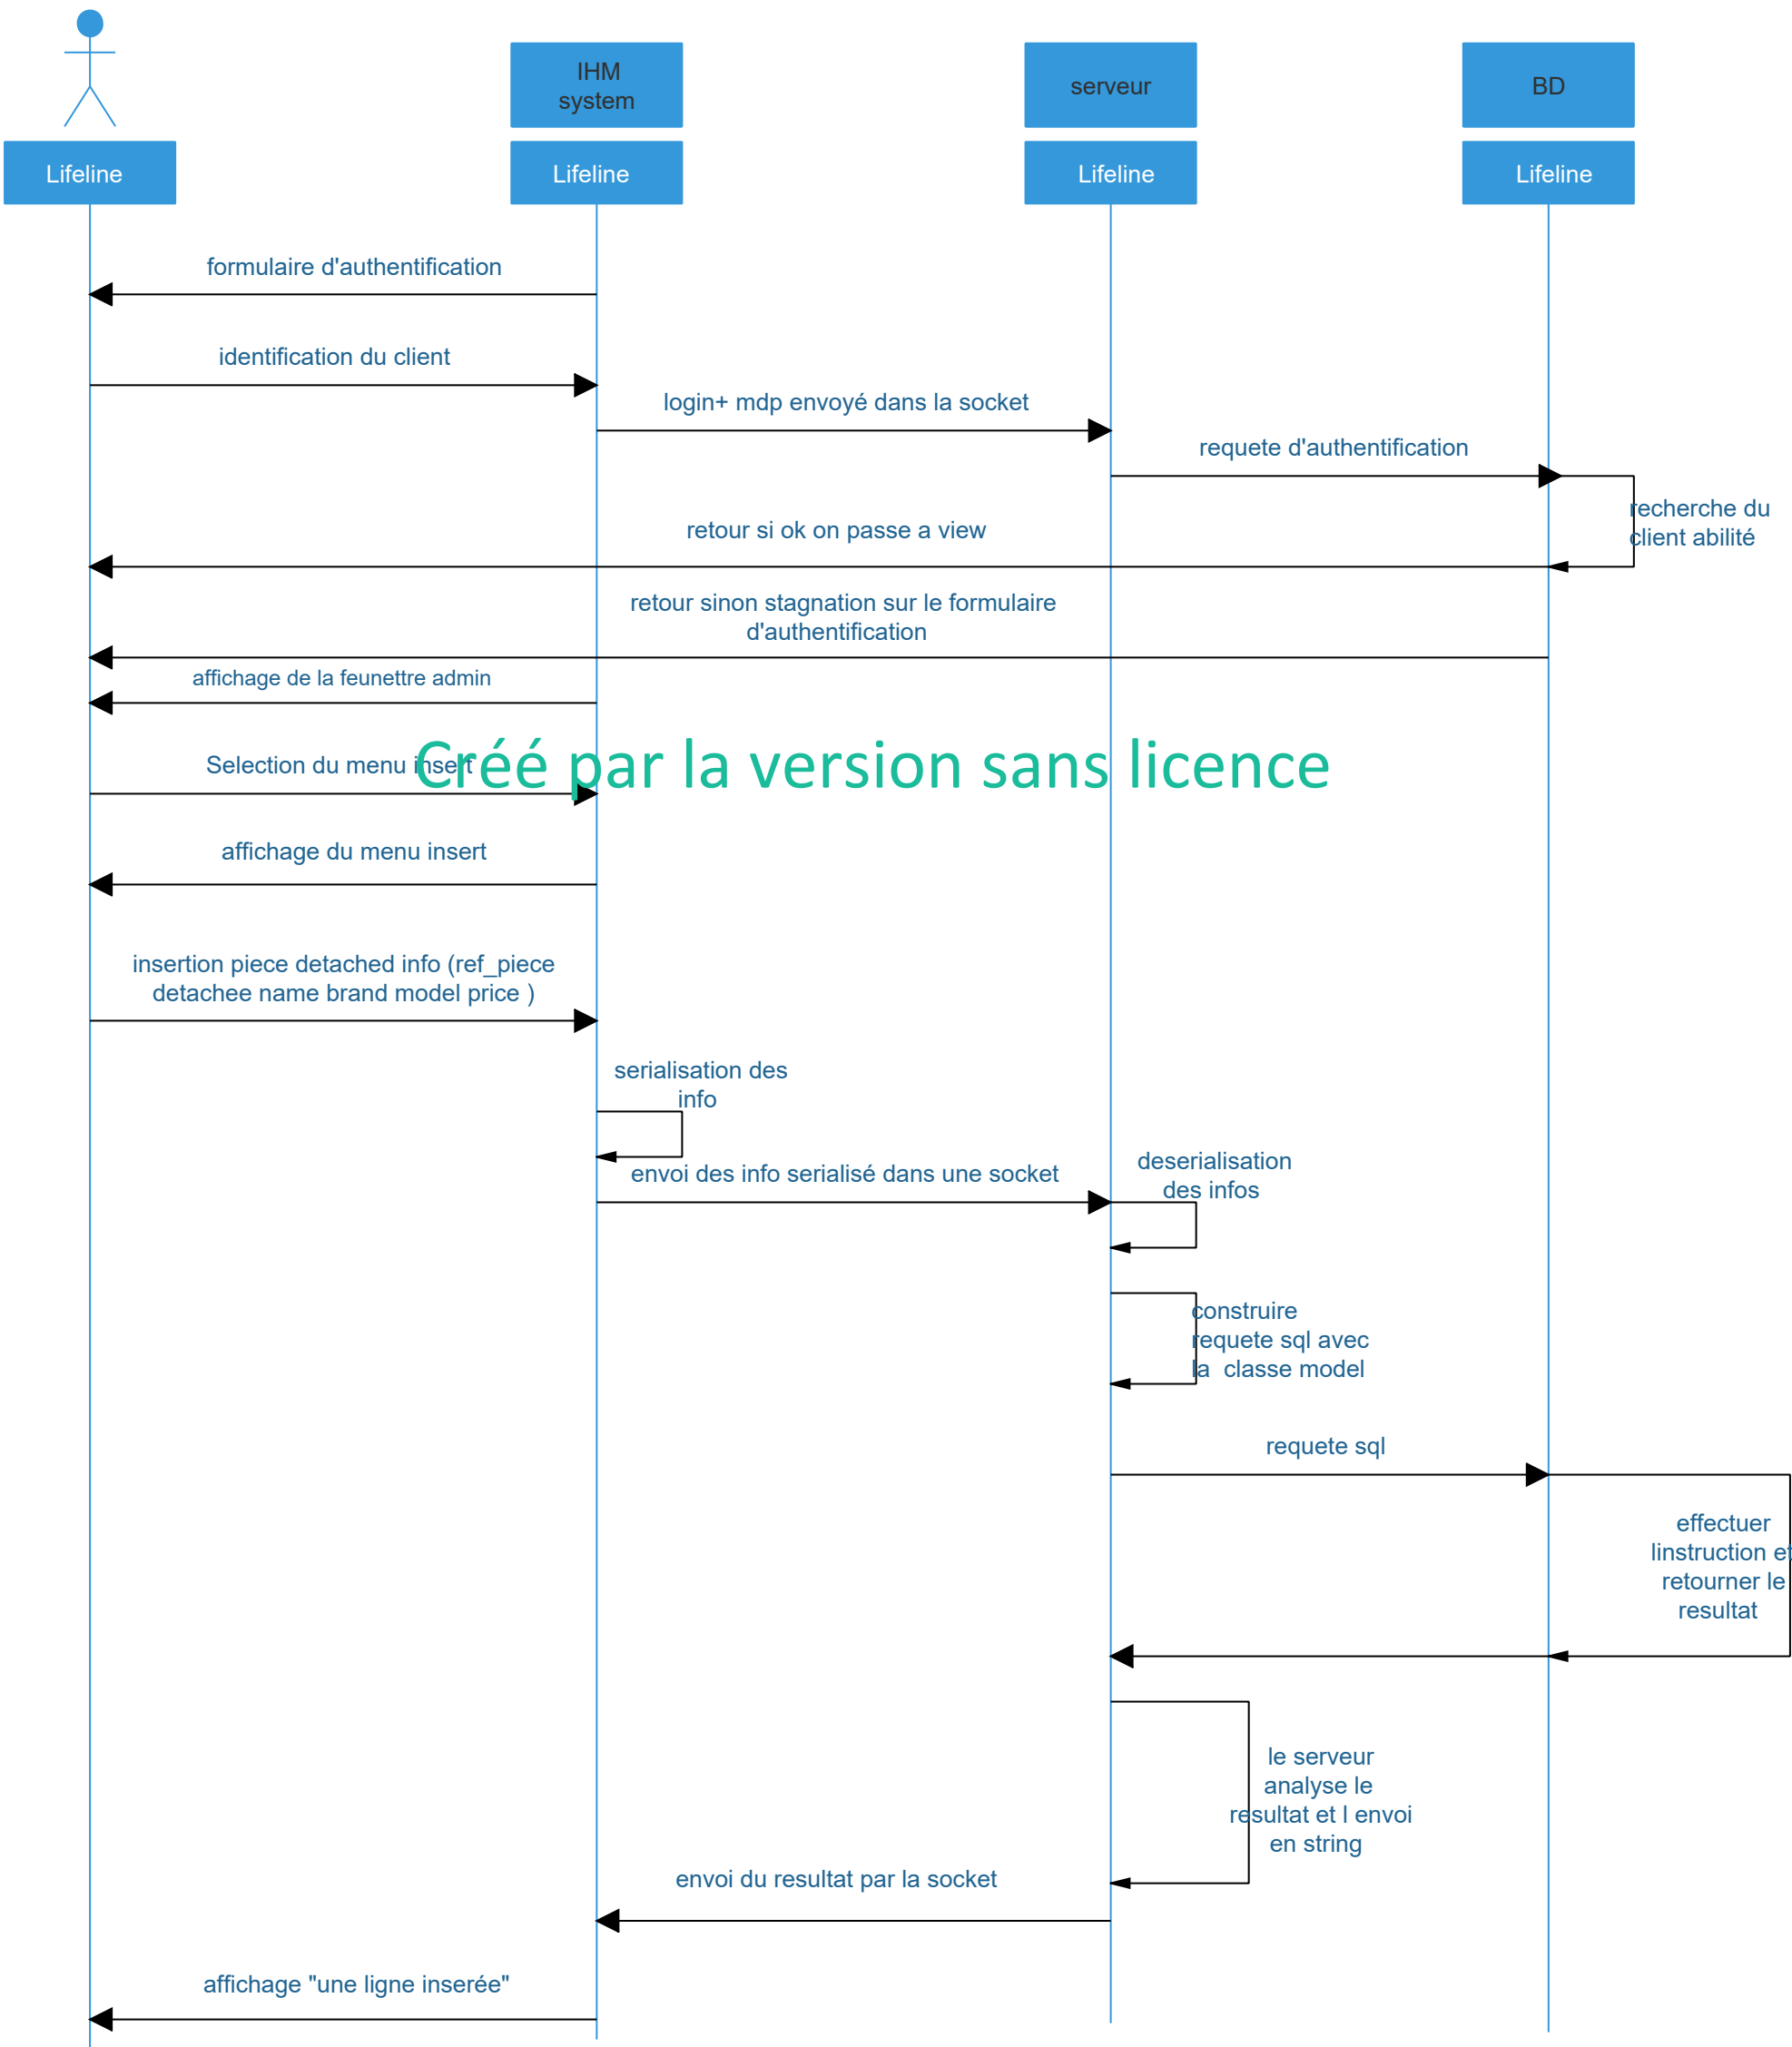 IHM
system
serveur
BD
Lifeline
Lifeline
Lifeline
Lifeline
formulaire d'authentification
identification du client
login+ mdp envoyé dans la socket
requete d'authentification
recherche du
client abilité
retour si ok on passe a view
retour sinon stagnation sur le formulaire
d'authentification
affichage de la feunettre admin
Selection du menu insert
Créé par la version sans licence
affichage du menu insert
insertion piece detached info (ref_piece
detachee name brand model price )
serialisation des
info
envoi des info serialisé dans une socket
deserialisation
des infos
construire
requete sql avec
la classe model
requete sql
effectuer
linstruction et
retourner le
resultat
le serveur
analyse le
resultat et l envoi
en string
envoi du resultat par la socket
affichage "une ligne inserée"